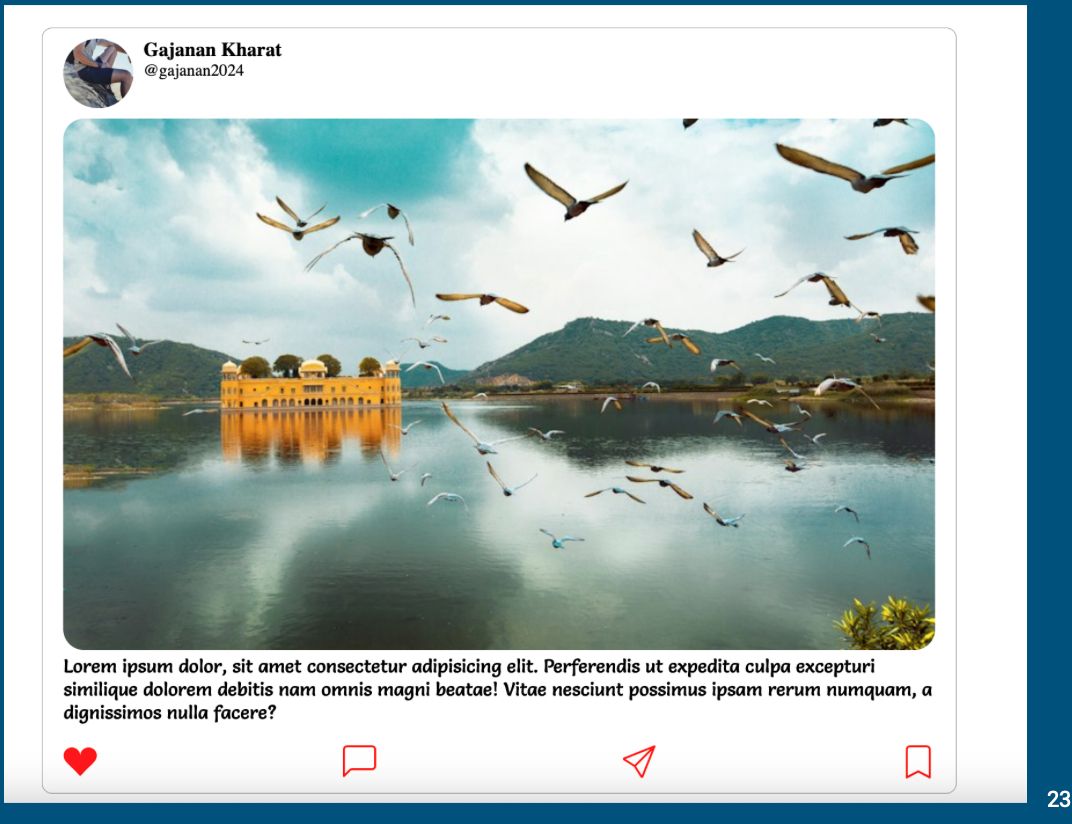 Gajanan Kharat
@gajanan2024
Lorem ipsum dolor, sit amet consectetur adipisicing elit. Perferendis ut expedita culpa excepturi
similique dolorem debitis nam omnis magni beatae! Vitae nesciunt possimus ipsam rerum numquam, a
dignissimos nulla facere?
23